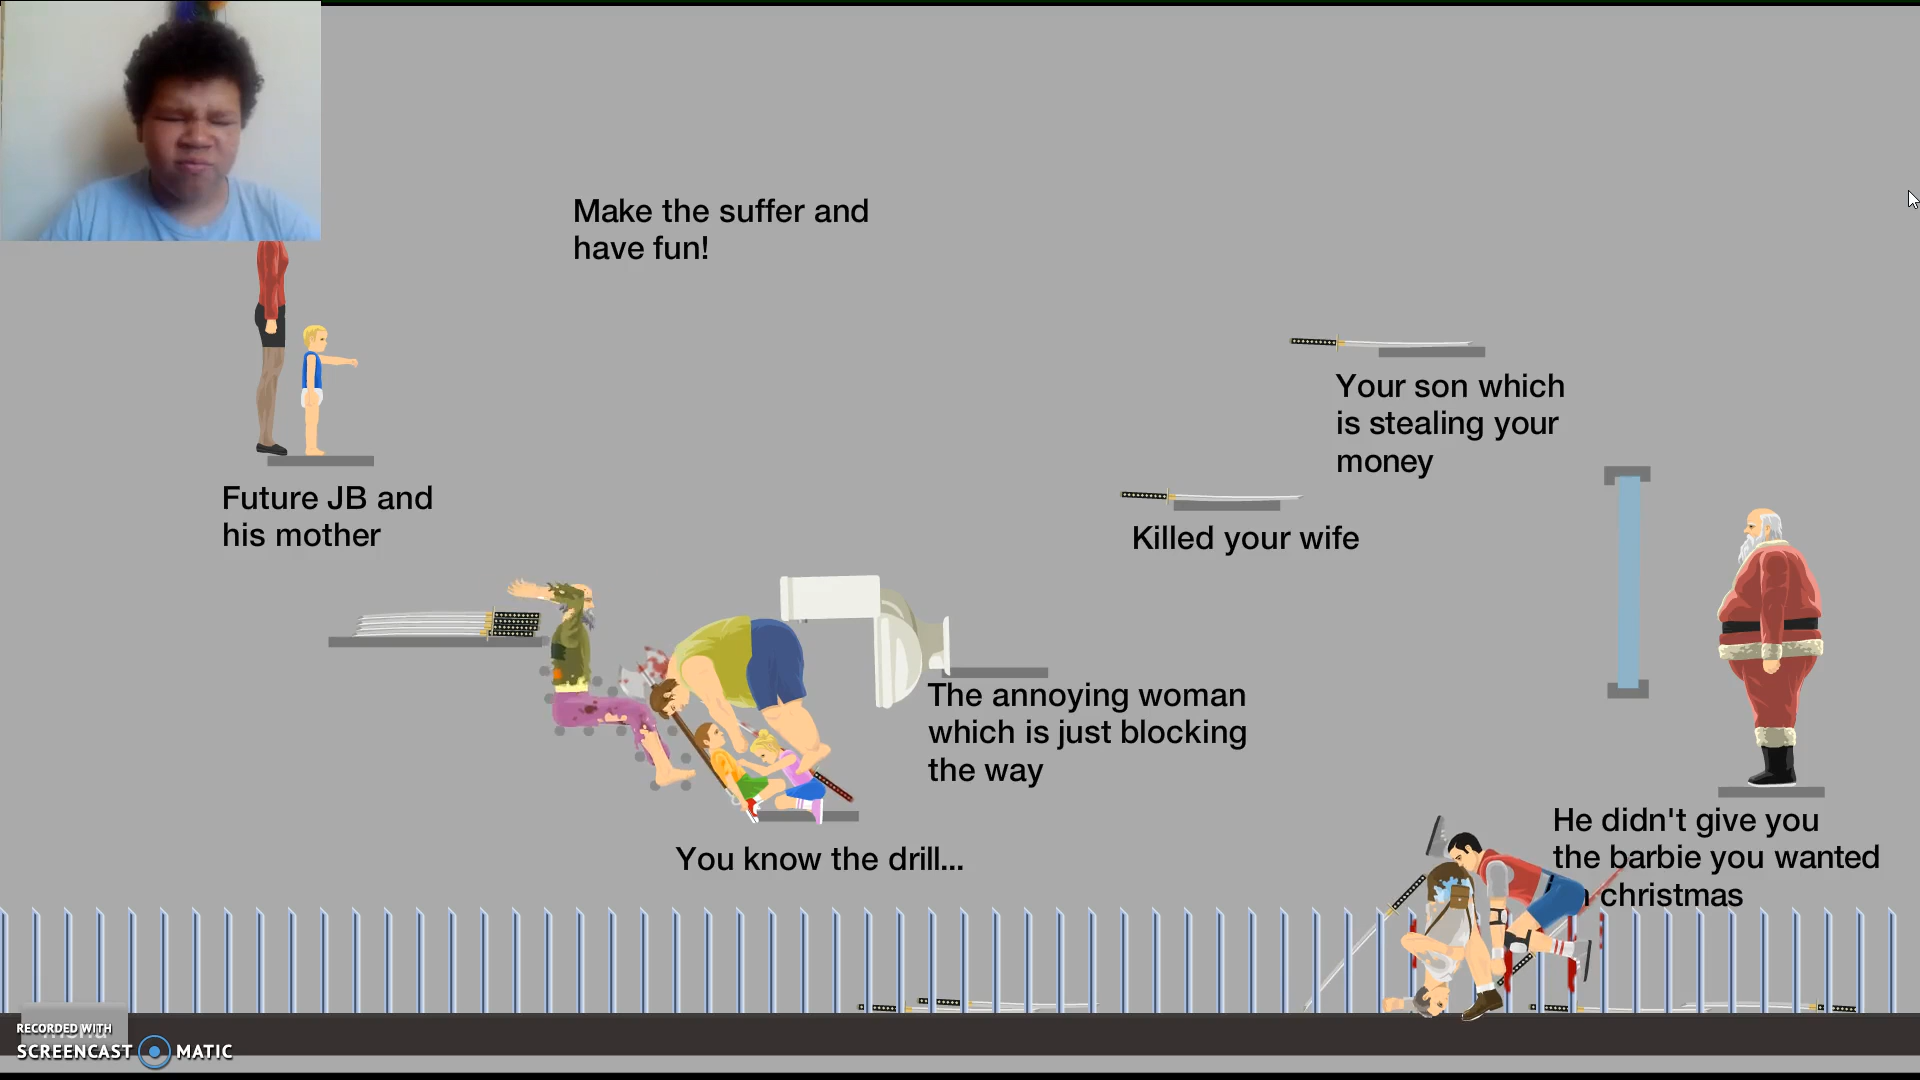 Make the suffer and
have fun!
Your son which
is stealing your
money
Future JB and
his mother
Killed your wife
The annoying woman
which is just blocking
the way
He didn't give you
the barbie you wanted
christmas
You know the drill...
RECORDED WITH
SCREENCAST MATIC